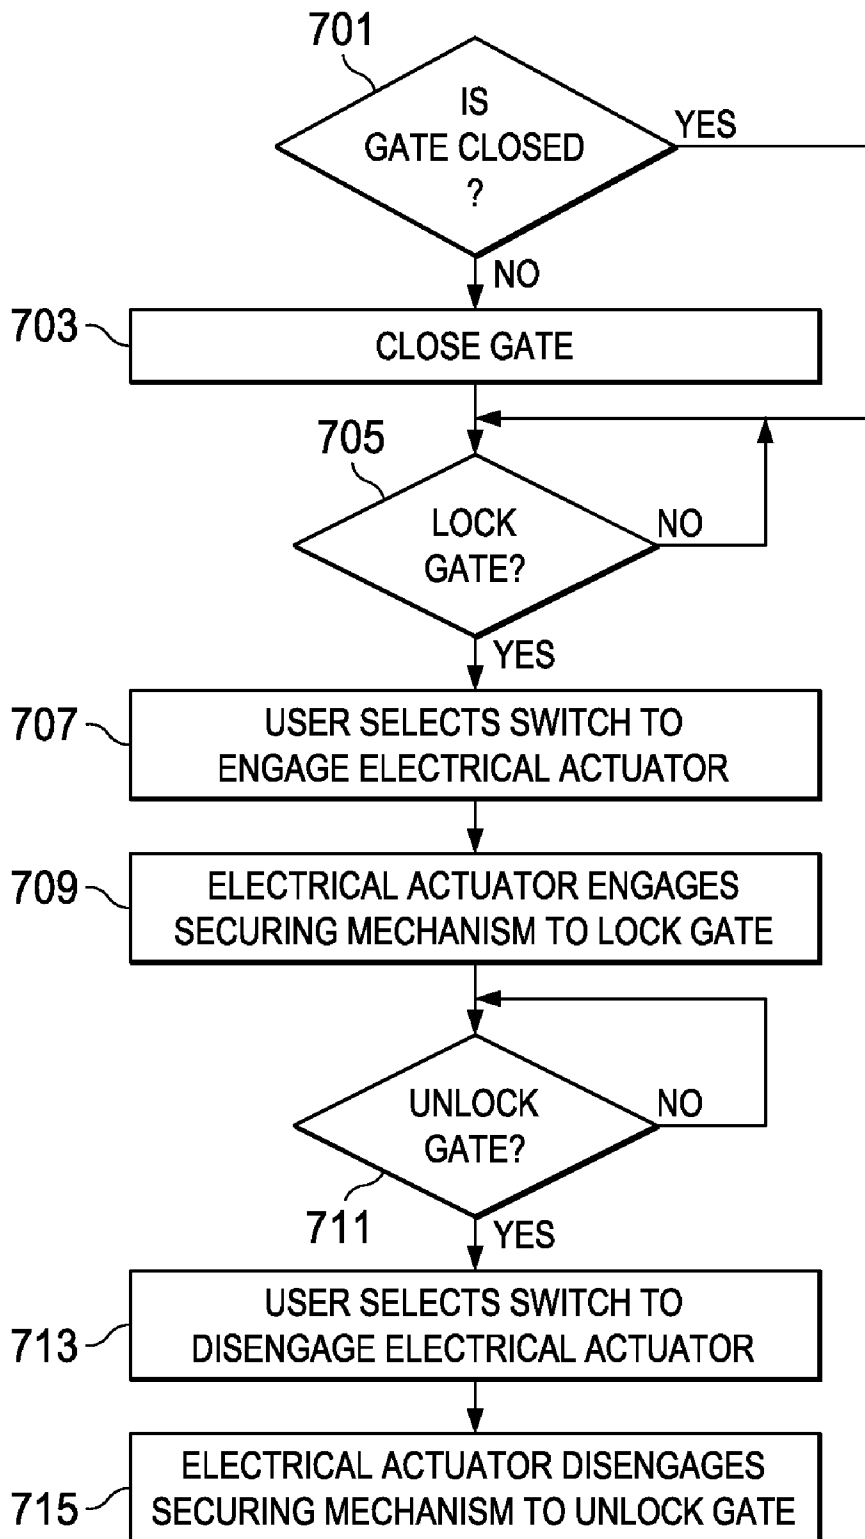 701
IS
GATE CLOSED
?
YES
NO
703
CLOSE GATE
705
LOCK
GATE?
NO
YES
707
USER SELECTS SWITCH TO
ENGAGE ELECTRICAL ACTUATOR
709
ELECTRICAL ACTUATOR ENGAGES
SECURING MECHANISM TO LOCK GATE
UNLOCK
GATE?
NO
711
YES
713
USER SELECTS SWITCH TO
DISENGAGE ELECTRICAL ACTUATOR
715
ELECTRICAL ACTUATOR DISENGAGES
SECURING MECHANISM TO UNLOCK GATE